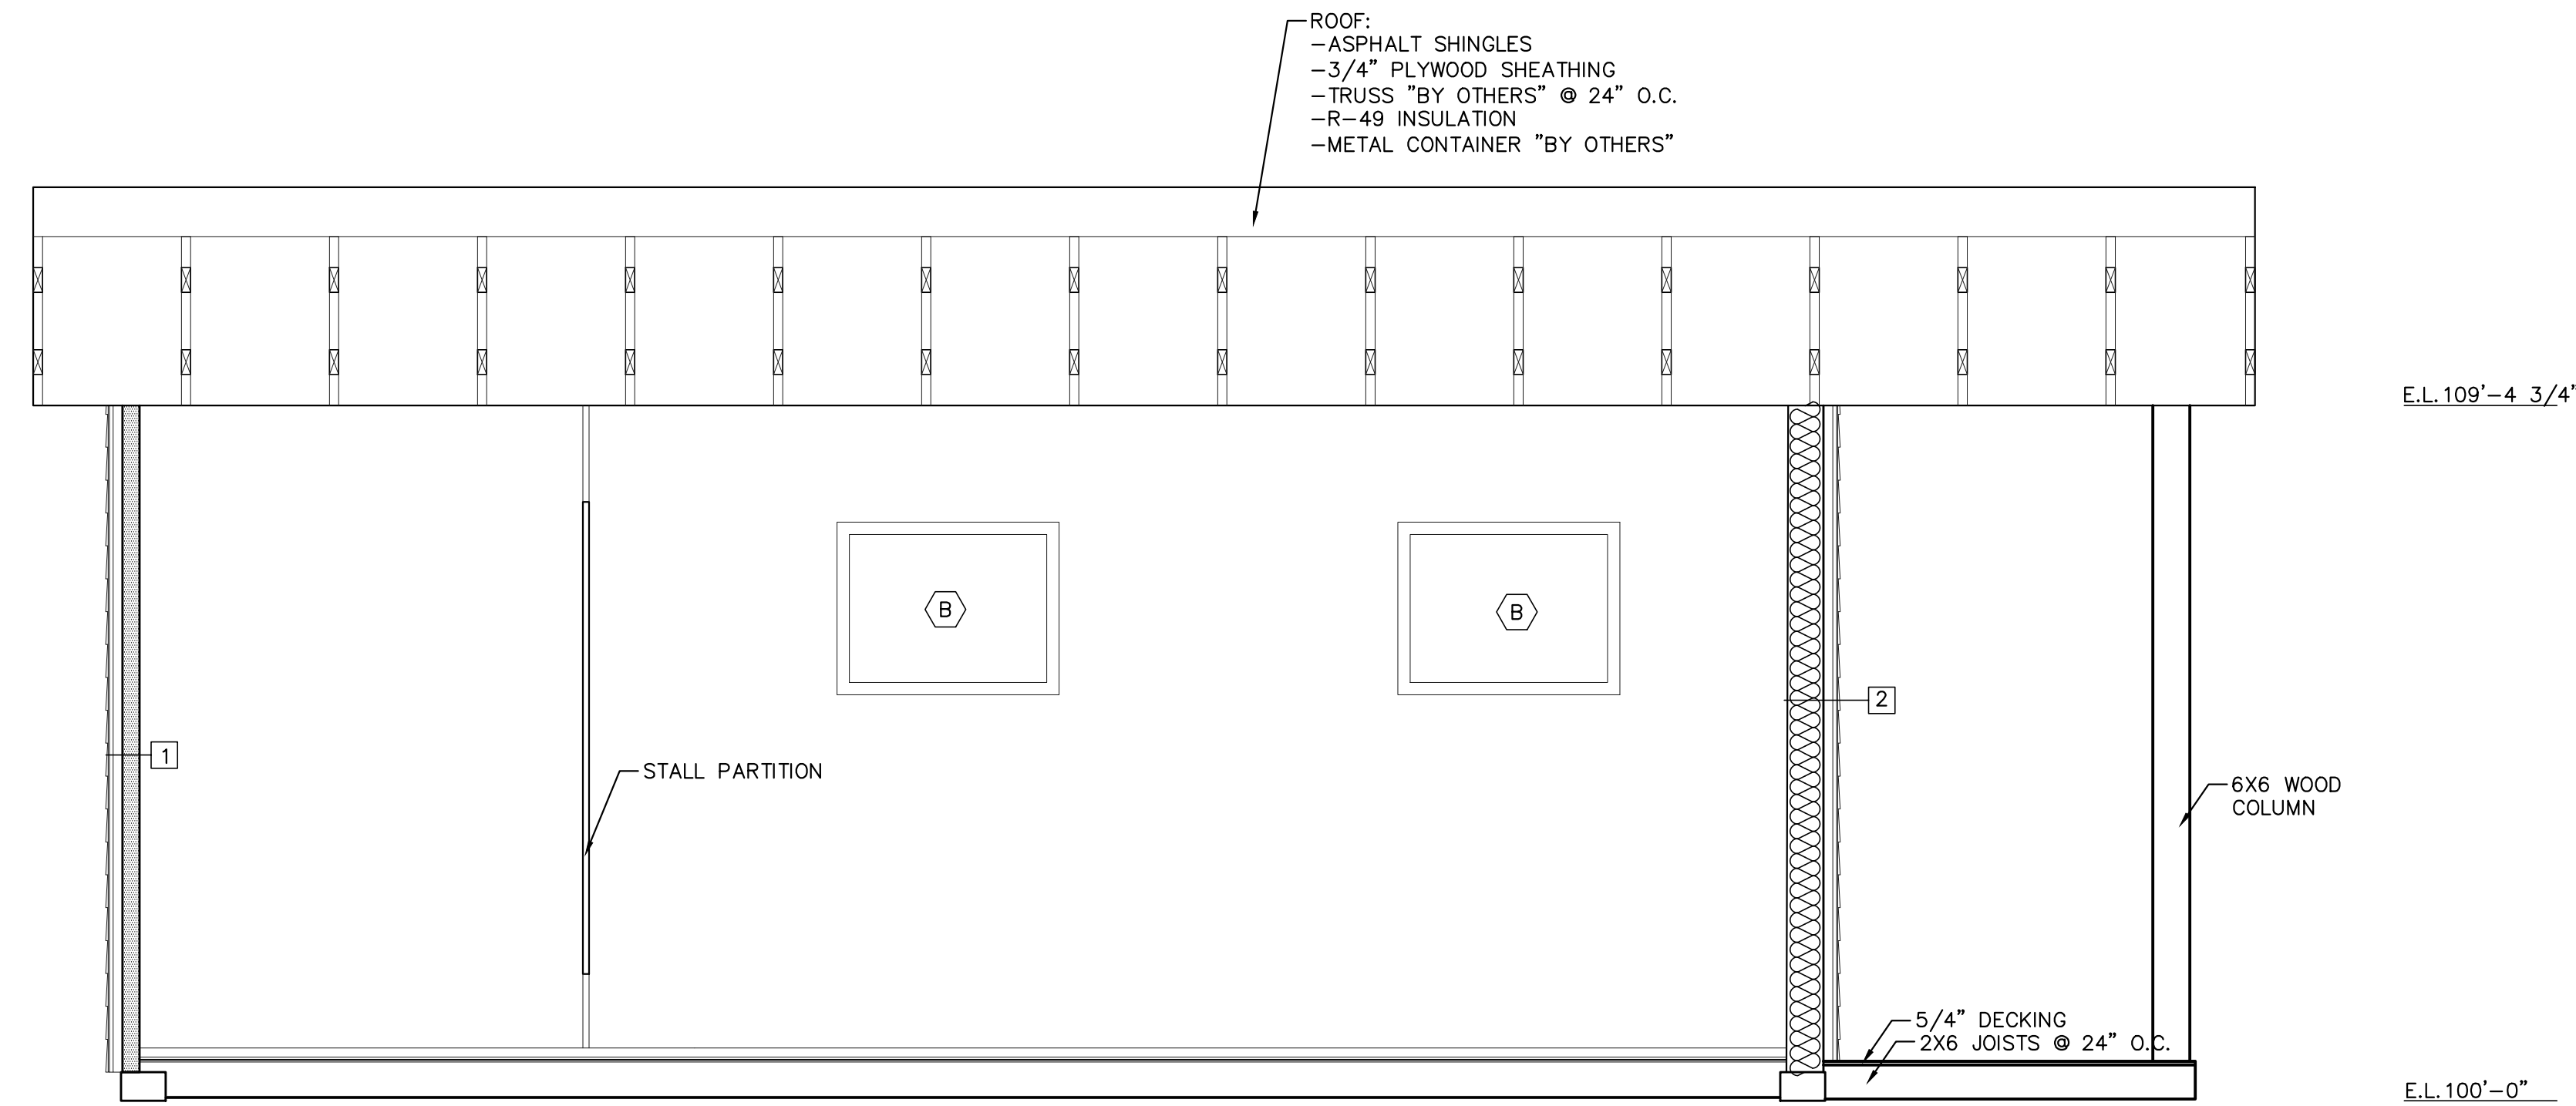 ROOF:
-ASPHALT SHINGLES
-3/4" PLYWOOD SHEATHING
-TRUSS "BY OTHERS" @ 24" O.C.
-R-49 INSULATION
-METAL CONTAINER "BY OTHERS"
E.L.109'-4 3/4"
B
B
2
1
STALL PARTITION
6X6 WOOD
COLUMN
5/4" DECKING
2X6 JOISTS @ 24" O.C.
E.L.100'-0"